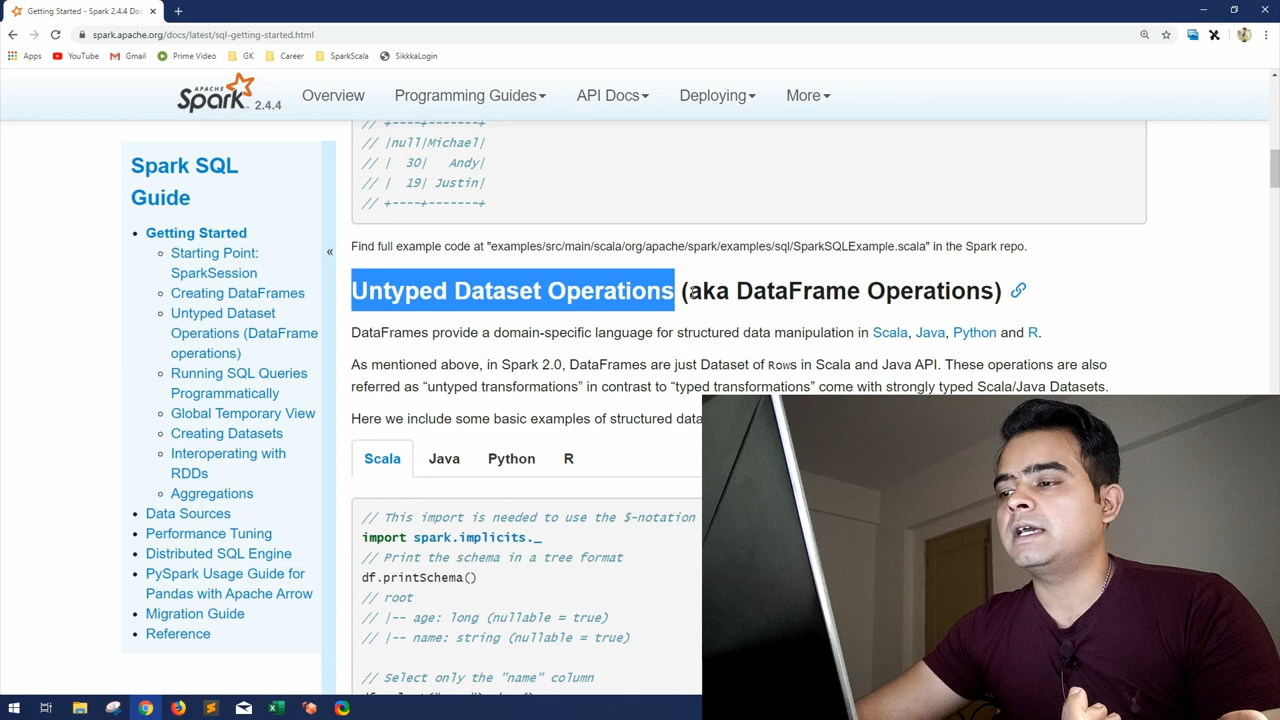 Getting Started - Spark 2.4.4 Doc
spark.apache.org/docs/latest/sql-getting-started.html
Apps
YouTube
Gmail
Prime Video
GK
Career
SparkScala
SikkkaLogin
APACHE
Spark 2.4.4
Overview
Programming Guides
API Docs
Deploying
More
Spark SQL
Guide
Getting Started
Starting Point:
SparkSession
Creating DataFrames
Untyped Dataset
Operations (DataFrame
operations)
Running SQL Queries
Programmatically
Global Temporary View
Creating Datasets
Interoperating with
RDDs
Aggregations
Data Sources
Performance Tuning
Distributed SQL Engine
PySpark Usage Guide for
Pandas with Apache Arrow
Migration Guide
Reference
«
// +----+-------+
// |null|Michael|
// |  30|   Andy|
// |  19| Justin|
// +----+-------+
Find full example code at "examples/src/main/scala/org/apache/spark/examples/sql/SparkSQLExample.scala" in the Spark repo.
Untyped Dataset Operations (aka DataFrame Operations)
DataFrames provide a domain-specific language for structured data manipulation in Scala, Java, Python and R.
As mentioned above, in Spark 2.0, DataFrames are just Dataset of Rows in Scala and Java API. These operations are also
referred as “untyped transformations” in contrast to “typed transformations” come with strongly typed Scala/Java Datasets.
Here we include some basic examples of structured data
Scala
Java
Python
R
// This import is needed to use the $-notation
import spark.implicits._
// Print the schema in a tree format
df.printSchema()
// root
// |-- age: long (nullable = true)
// |-- name: string (nullable = true)
// Select only the "name" column